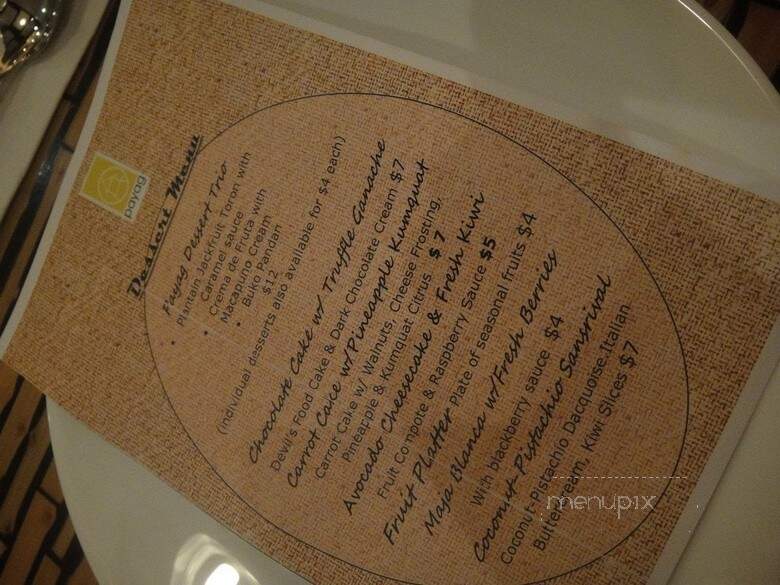 payag
Dessert Menu
Payag Dessert Trio
• Plantain Jackfruit Toron with
Caramel sauce
• Crema de Fruta with
Macapuno Cream
• Buko Pandan
$12
(individual desserts also available for $4 each)
Chocolate Cake w/ Truffle Ganache
Devil's Food Cake & Dark Chocolate Cream $7
Carrot Cake w/Pineapple Kumquat
Carrot Cake w/ Walnuts, Cheese Frosting,
Pineapple & Kumquat Citrus $7
Avocado Cheesecake & Fresh Kiwi
Fruit Compote & Raspberry Sauce $5
Fruit Platter Plate of seasonal fruits $4
Maja Blanca w/Fresh Berries
With blackberry sauce $4
Coconut Pistachio Sansrival
Coconut Pistachio Dacquoise Italian
Buttercream, Kiwi Slices $7
menupix